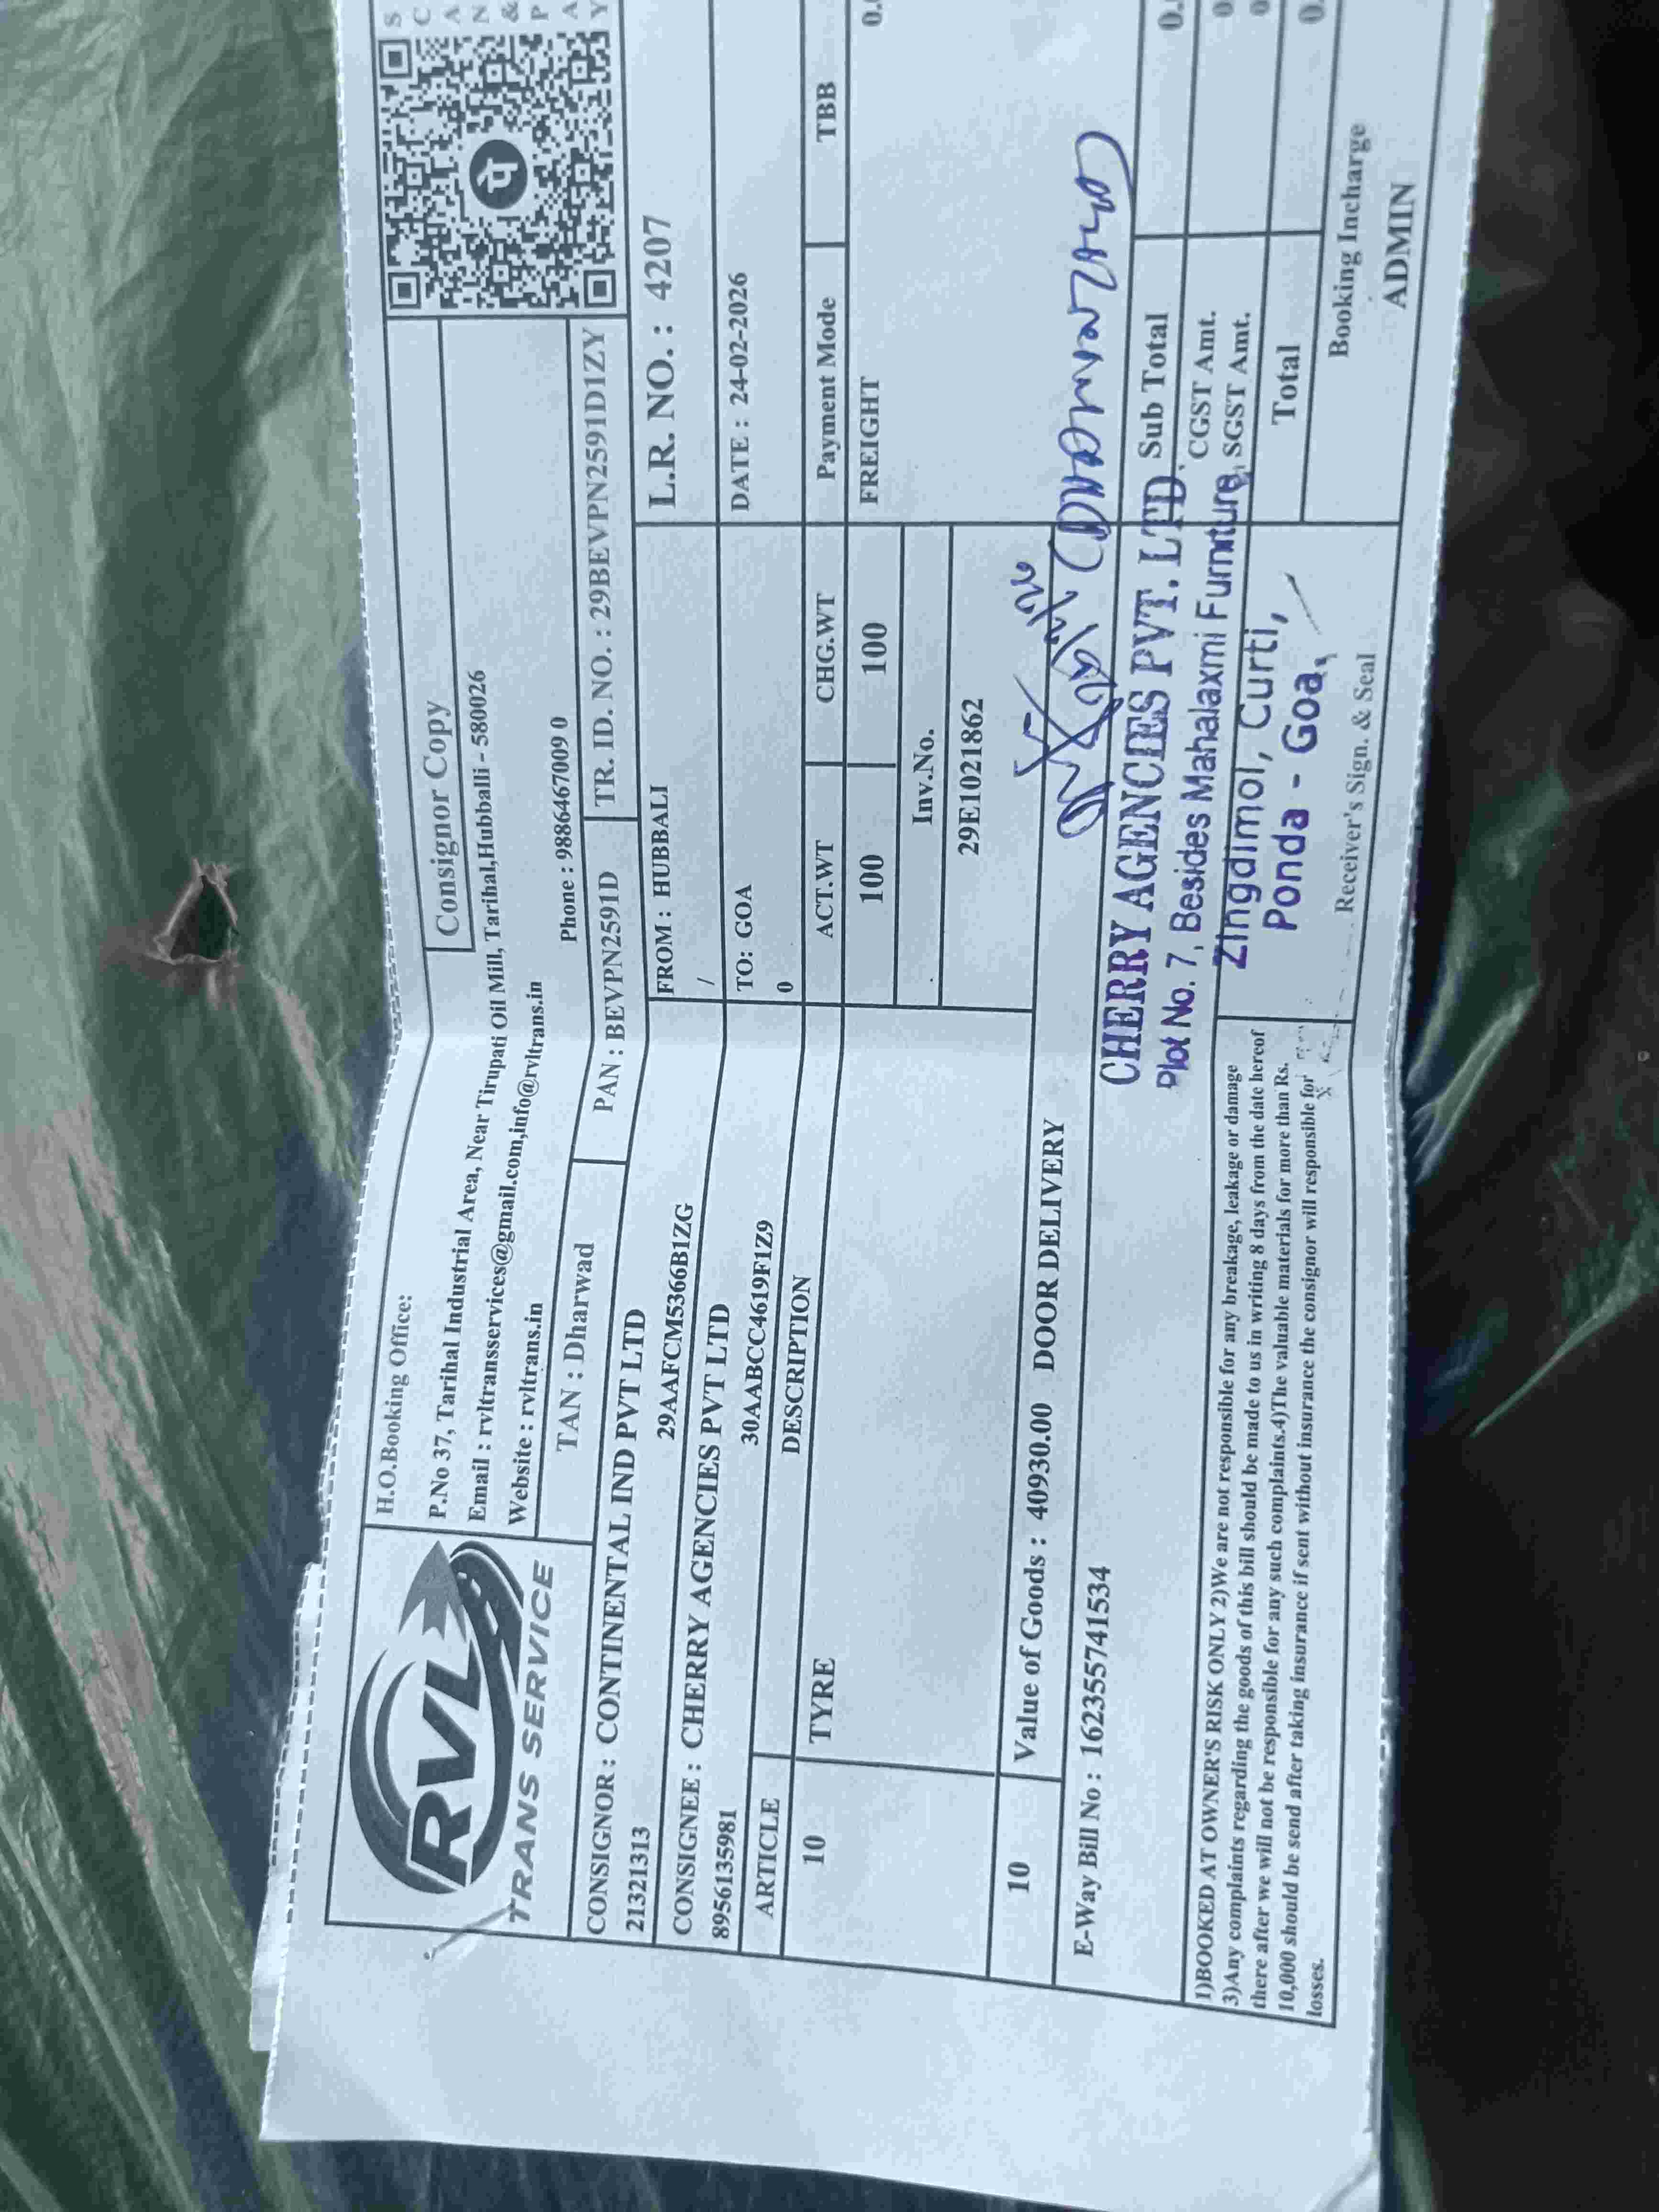 RVL
TRANS SERVICE
H.O.Booking Office:
Consignor Copy
P.No 37, Tarihal Industrial Area, Near Tirupati Oil Mill, Tarihal,Hubballi - 580026
Email : rvltransservices@gmail.com,info@rvltrans.in
Website : rvltrans.in
Phone : 9886467009 0
TAN : Dharwad
PAN : BEVPN2591D
TR. ID. NO. : 29BEVPN2591D1ZY
पे
S
C
A
N
&
P
A
Y
CONSIGNOR : CONTINENTAL IND PVT LTD
21321313
29AAFCM5366B1ZG
FROM : HUBBALI
/
L.R. NO. : 4207
CONSIGNEE : CHERRY AGENCIES PVT LTD
8956135981
30AABCC4619F1Z9
TO: GOA
0
DATE : 24-02-2026
ARTICLE DESCRIPTION ACT.WT CHG.WT Payment Mode TBB
10 TYRE 100 100 FREIGHT 0.
Inv.No.
29E1021862
10 Value of Goods : 40930.00 DOOR DELIVERY
E-Way Bill No : 162355741534
CHERRY AGENCIES PVT. LTD.
Plot No. 7, Besides Mahalaxmi Furniture,
Zingdimol, Curti,
Ponda - Goa,
Sub Total 0.
CGST Amt. 0
SGST Amt. 0
Total 0.
1)BOOKED AT OWNER'S RISK ONLY 2)We are not responsible for any breakage, leakage or damage
3)Any complaints regarding the goods of this bill should be made to us in writing 8 days from the date hereof
there after we will not be responsible for any such complaints.4)The valuable materials for more than Rs.
10,000 should be send after taking insurance if sent without insurance the consignor will responsible for
losses.
Receiver's Sign. & Seal
Booking Incharge
ADMIN